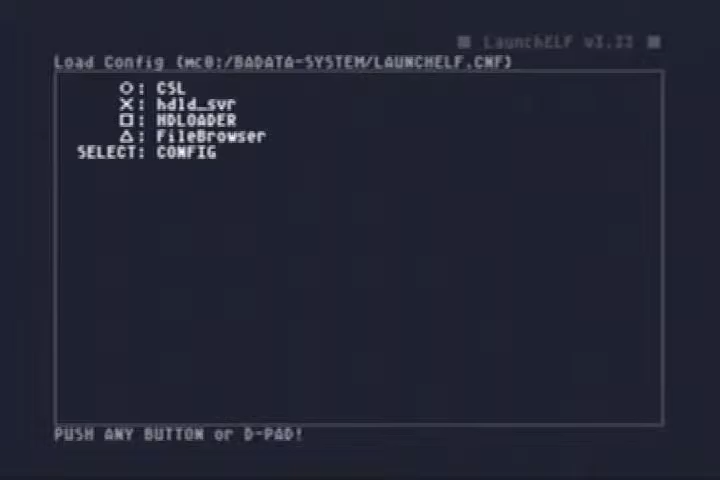 ■ LaunchELF v3.33 ■
Load Config (mc0:/BADATA-SYSTEM/LAUNCHELF.CNF)
○: CSL
✕: hdld_svr
□: HDLOADER
△: FileBrowser
SELECT: CONFIG
PUSH ANY BUTTON or D-PAD!